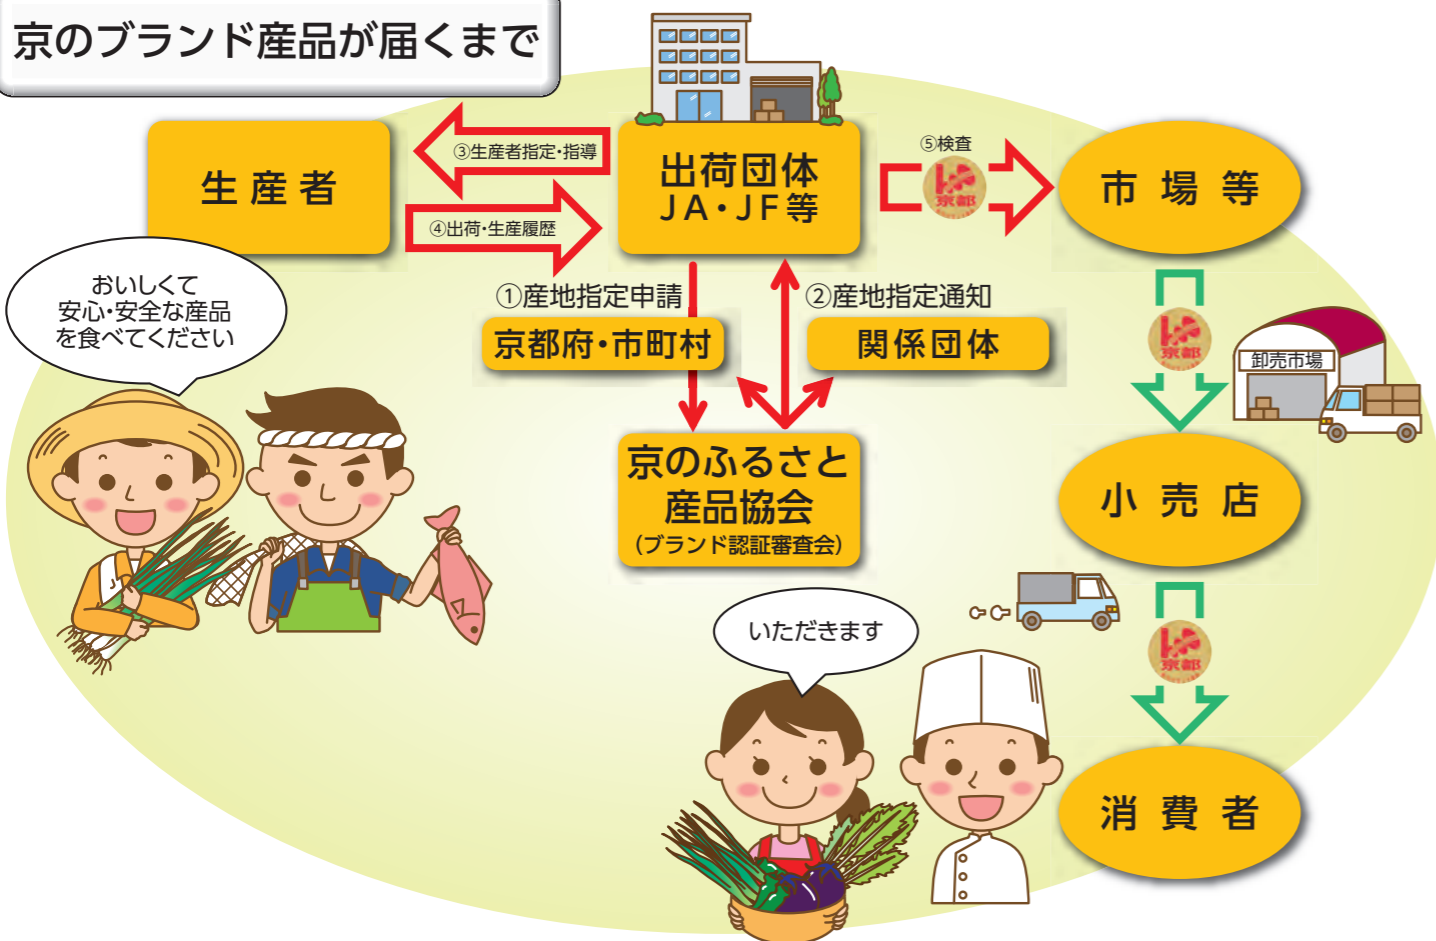 京のブランド産品が届くまで
生産者
③生産者指定・指導
④出荷・生産履歴
出荷団体
JA・JF等
⑤検査
京都
市場等
おいしくて
安心・安全な産品
を食べてください
①産地指定申請
②産地指定通知
京都府・市町村
関係団体
京都
卸売市場
京のふるさと
産品協会
(ブランド認証審査会)
小売店
いただきます
京都
消費者